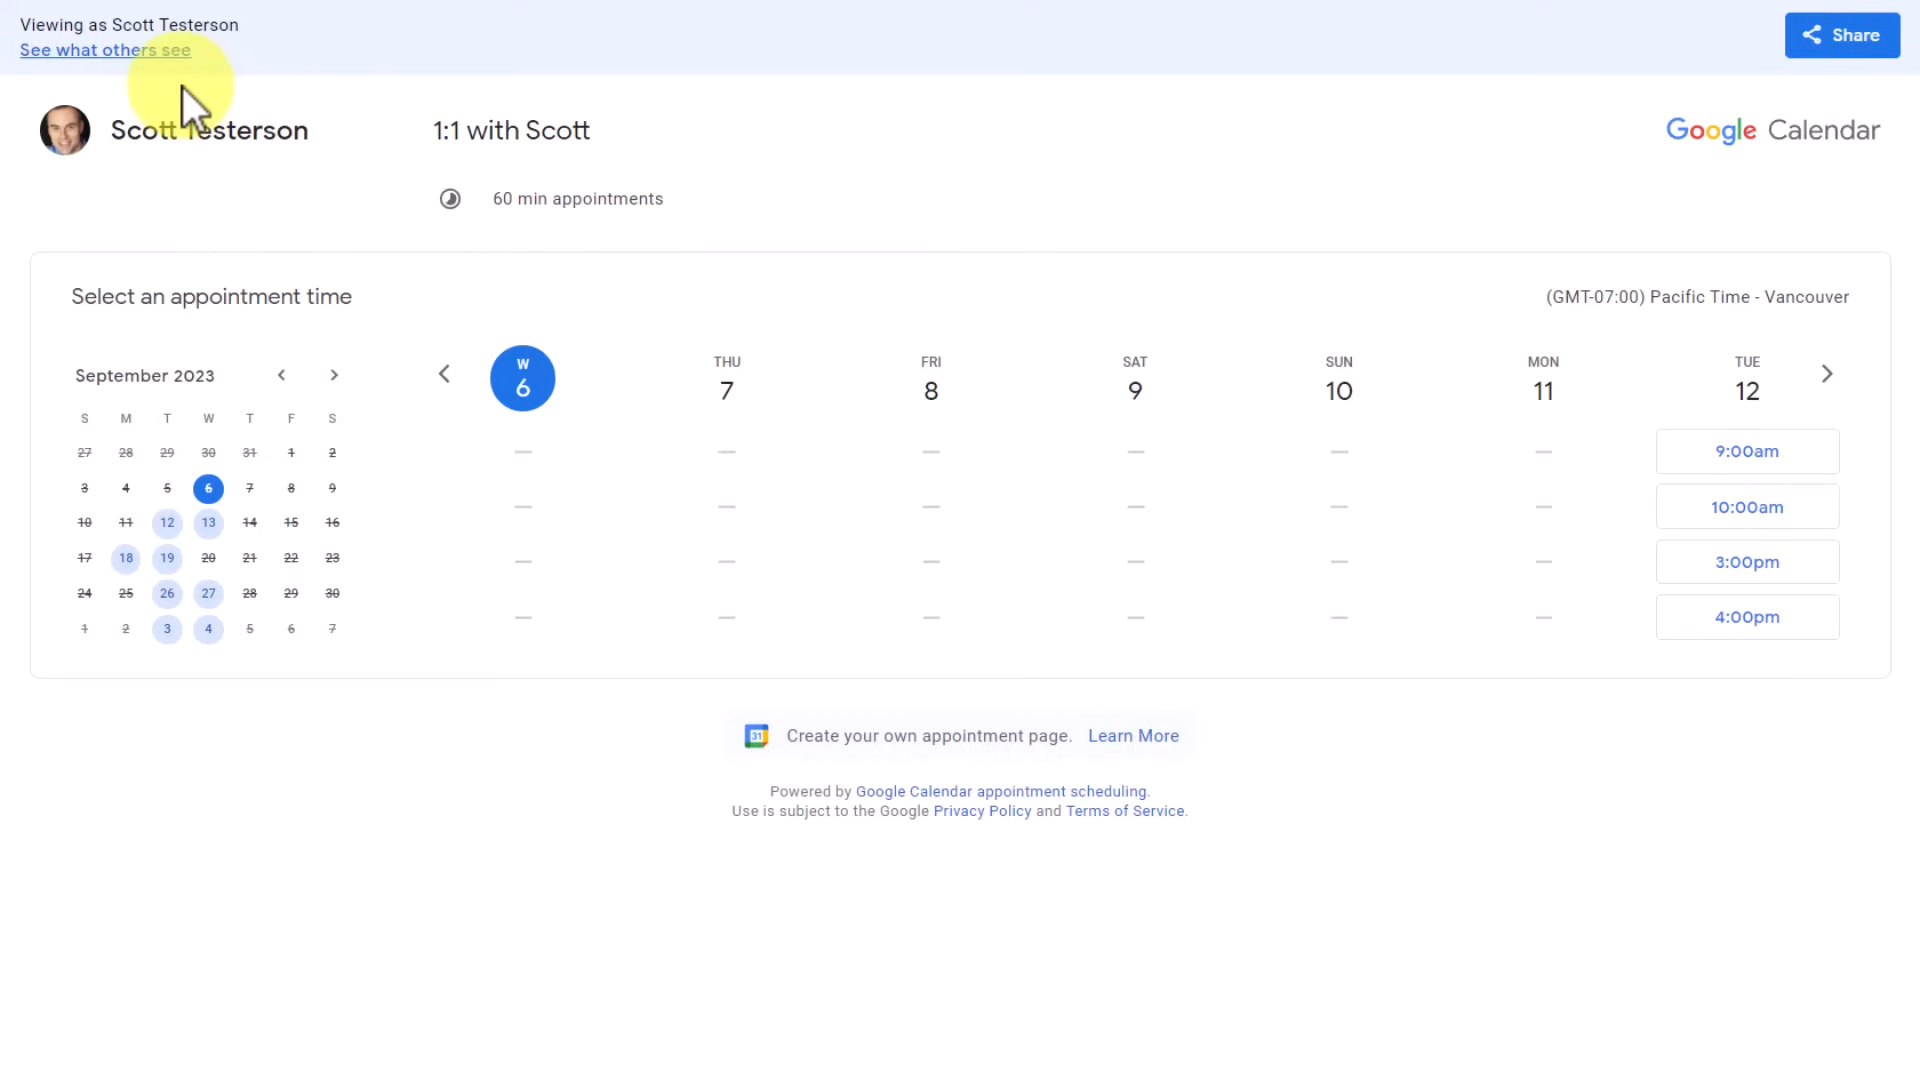 Viewing as Scott Testerson
See what others see
Share
Scott Testerson
1:1 with Scott
Google Calendar
60 min appointments
Select an appointment time
(GMT-07:00) Pacific Time - Vancouver
September 2023
S M T W T F S
27 28 29 30 31 1 2
3 4 5 6 7 8 9
10 11 12 13 14 15 16
17 18 19 20 21 22 23
24 25 26 27 28 29 30
1 2 3 4 5 6 7
W THU FRI SAT SUN MON TUE
6 7 8 9 10 11 12
— — — — — — 9:00am
— — — — — — 10:00am
— — — — — — 3:00pm
— — — — — — 4:00pm
31
Create your own appointment page. Learn More
Powered by Google Calendar appointment scheduling.
Use is subject to the Google Privacy Policy and Terms of Service.